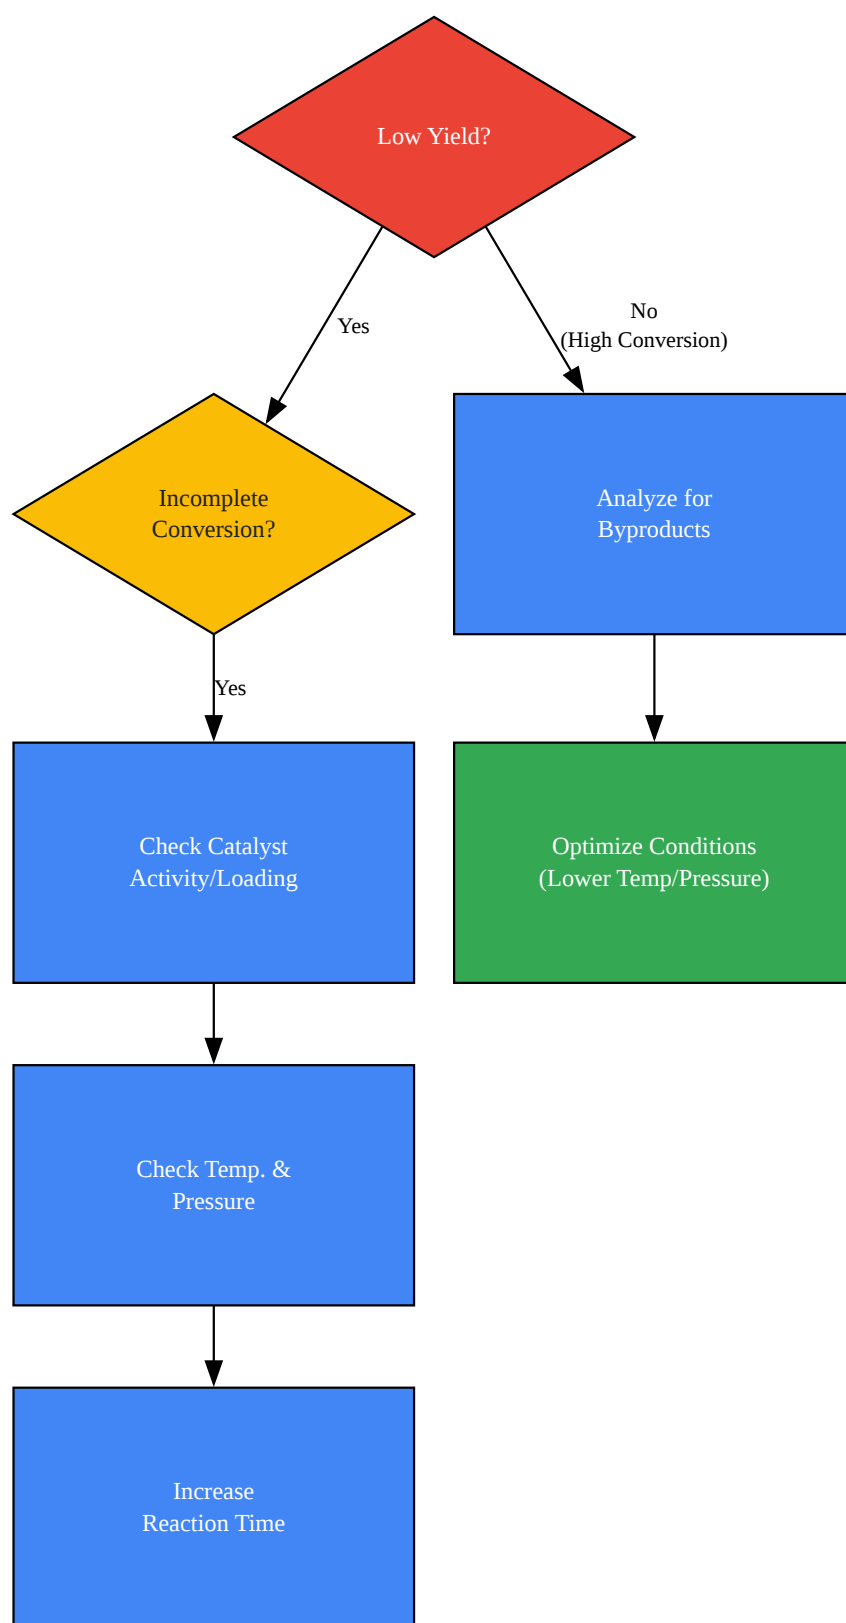 Low Yield?
Yes
No
(High Conversion)
Incomplete
Conversion?
Analyze for
Byproducts
Yes
Check Catalyst
Activity/Loading
Optimize Conditions
(Lower Temp/Pressure)
Check Temp. &
Pressure
Increase
Reaction Time